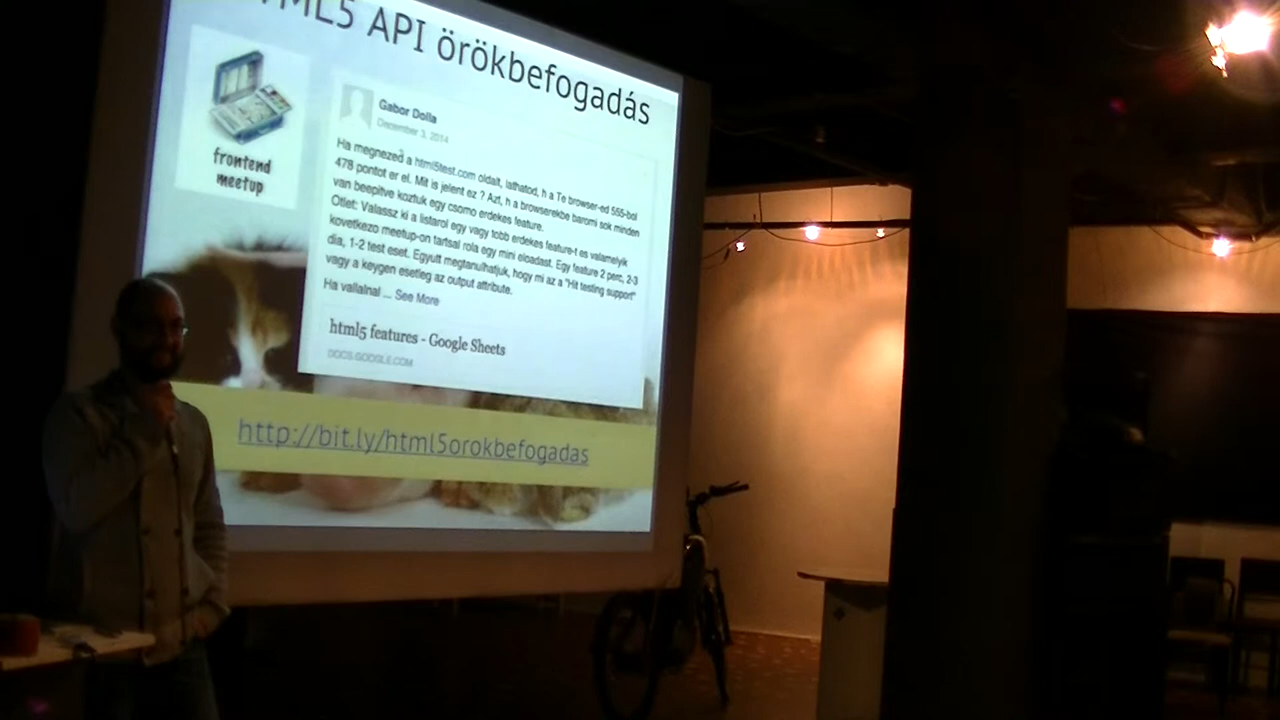 HTML5 API örökbefogadás
frontend
meetup
Gabor Dolla
December 3, 2014
Ha megnezed a html5test.com oldalt, lathatod, h a Te browser-ed 555-bol
478 pontot er el. Mit is jelent ez ? Azt, h a browserekbe baromi sok minden
van beepitve koztuk egy csomo erdekes feature.
Otlet: Valassz ki a listarol egy vagy tobb erdekes feature-t es valamelyik
kovetkezo meetup-on tartsal rola egy mini eloadast. Egy feature 2 perc, 2-3
dia, 1-2 test eset. Egyutt megtanulhatjuk, hogy mi az a "Hit testing support"
vagy a keygen esetleg az output attribute.
Ha vallalnal ... See More
html5 features - Google Sheets
DOCS.GOOGLE.COM
http://bit.ly/html5orokbefogadas